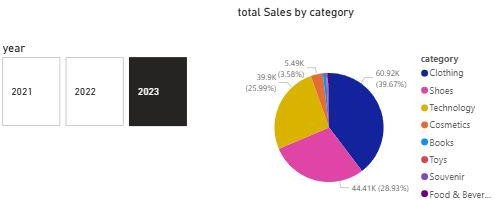 total Sales by category
year
2021
2022
2023
5.49K
(3.58%)
39.9K
(25.99%)
60.92K
(39.67%)
44.41K (28.93%)
category
Clothing
Shoes
Technology
Cosmetics
Books
Toys
Souvenir
Food & Bever...